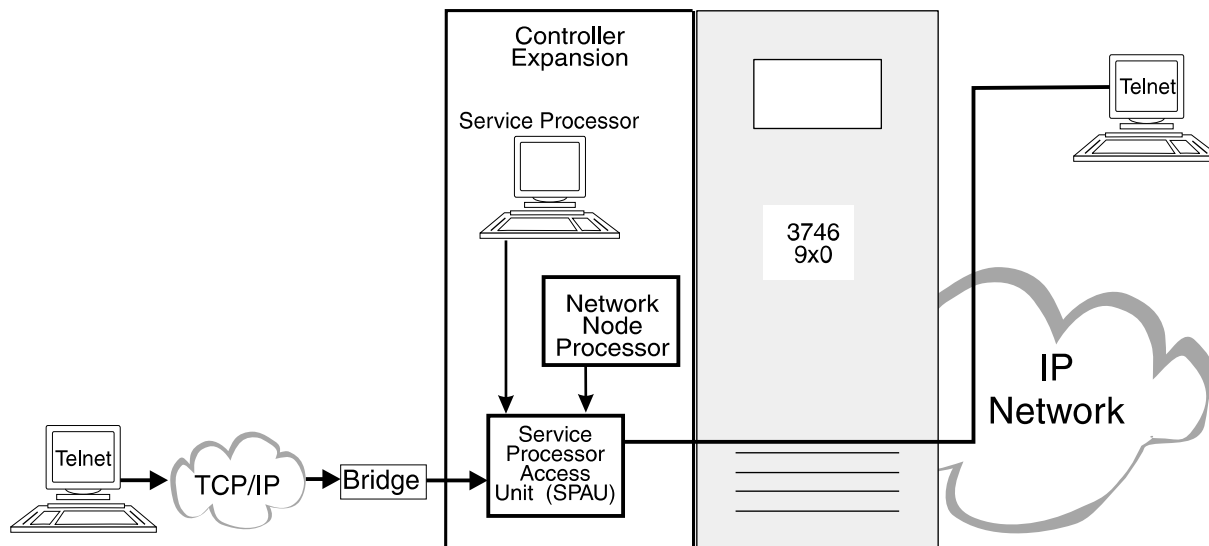 Controller
Expansion
Service Processor
Telnet
3746
9x0
Network
Node
Processor
IP
Network
Service
Processor
Access
Unit (SPAU)
Telnet
TCP/IP
Bridge